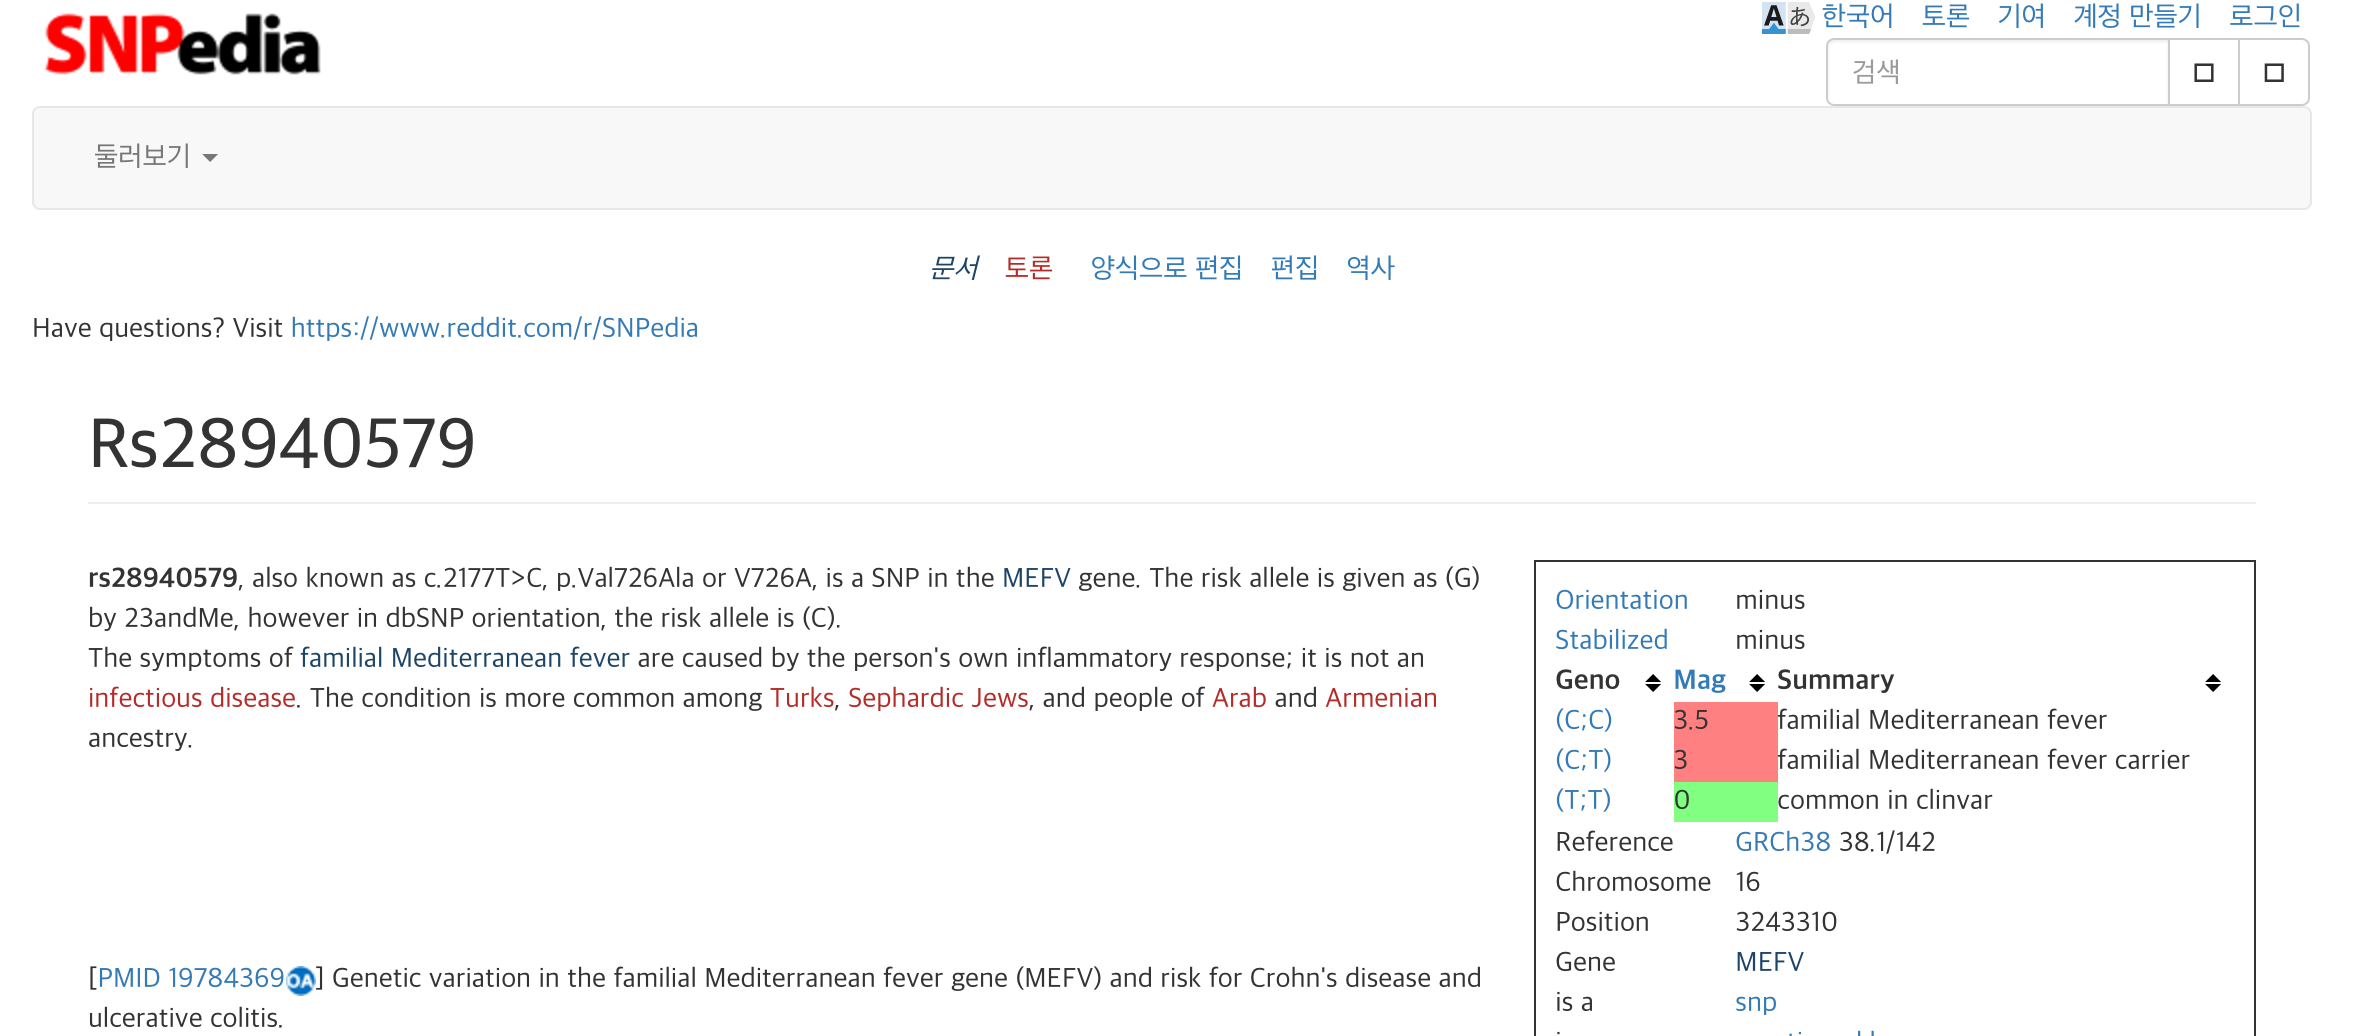 SNPedia
Aあ 한국어 토론 기여 계정 만들기 로그인
검색
둘러보기
문서 토론 양식으로 편집 편집 역사
Have questions? Visit https://www.reddit.com/r/SNPedia
Rs28940579
rs28940579, also known as c.2177T>C, p.Val726Ala or V726A, is a SNP in the MEFV gene. The risk allele is given as (G)
by 23andMe, however in dbSNP orientation, the risk allele is (C).
The symptoms of familial Mediterranean fever are caused by the person's own inflammatory response; it is not an
infectious disease. The condition is more common among Turks, Sephardic Jews, and people of Arab and Armenian
ancestry.
[PMID 19784369 OA] Genetic variation in the familial Mediterranean fever gene (MEFV) and risk for Crohn's disease and
ulcerative colitis.
Orientation minus
Stabilized minus
Geno Mag Summary
(C;C) 3.5 familial Mediterranean fever
(C;T) 3 familial Mediterranean fever carrier
(T;T) 0 common in clinvar
Reference GRCh38 38.1/142
Chromosome 16
Position 3243310
Gene MEFV
is a snp